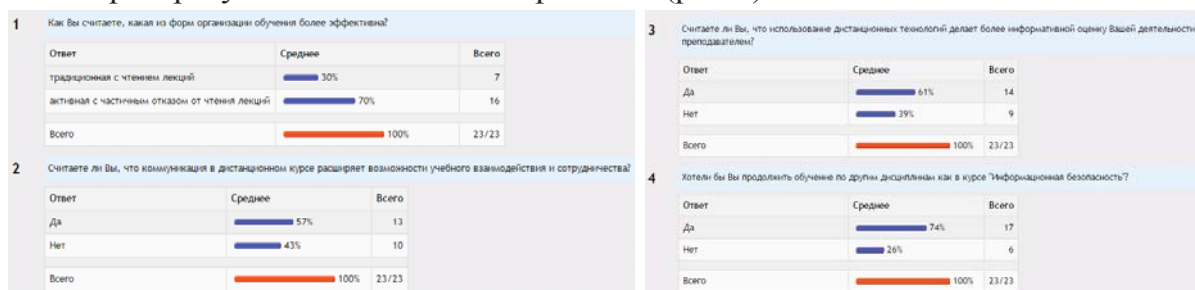 1 Как Вы считаете, какая из форм организации обучения более эффективна?
Ответ Среднее Всего
традиционная с чтением лекций 30% 7
активная с частичным отказом от чтения лекций 70% 16
Всего 100% 23/23
2 Считаете ли Вы, что коммуникация в дистанционном курсе расширяет возможности учебного взаимодействия и сотрудничества?
Ответ Среднее Всего
Да 57% 13
Нет 43% 10
Всего 100% 23/23
3 Считаете ли Вы, что использование дистанционных технологий делает более информативной оценку Вашей деятельности
преподавателем?
Ответ Среднее Всего
Да 61% 14
Нет 39% 9
Всего 100% 23/23
4 Хотели бы Вы продолжить обучение по другим дисциплинам как в курсе "Информационная безопасность"?
Ответ Среднее Всего
Да 74% 17
Нет 26% 6
Всего 100% 23/23